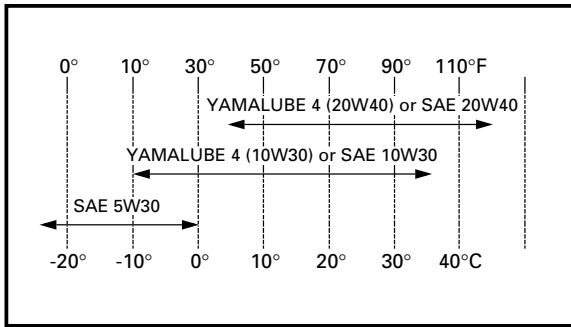 0° 10° 30° 50° 70° 90° 110°F
YAMALUBE 4 (20W40) or SAE 20W40
YAMALUBE 4 (10W30) or SAE 10W30
SAE 5W30
-20° -10° 0° 10° 20° 30° 40°C